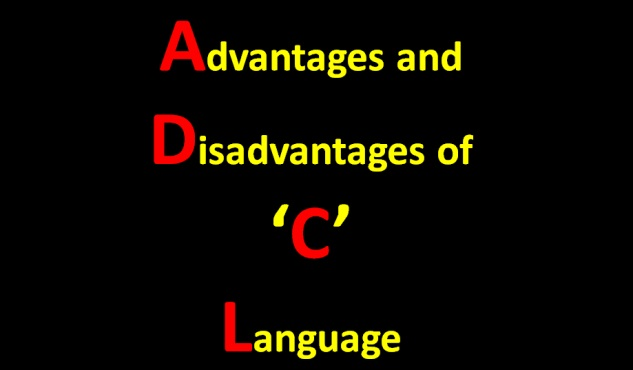 Advantages and
Disadvantages of
‘C’
Language